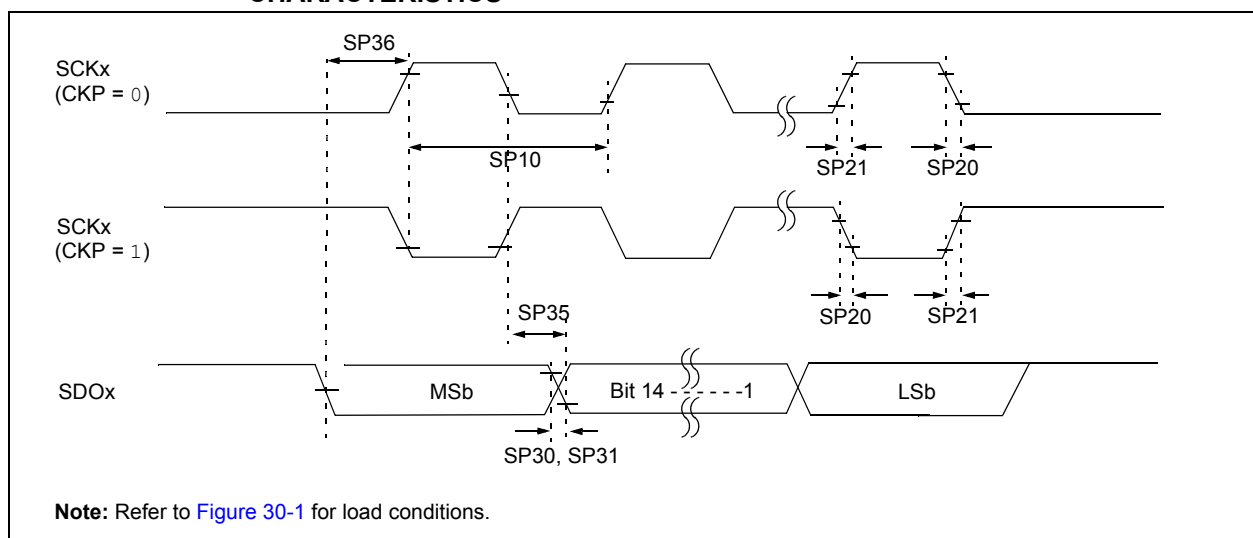 CHARACTERISTICS
SP36
SCKx
(CKP = 0)
SP10
SP21
SP20
SCKx
(CKP = 1)
SP35
SP20
SP21
SDOx
MSb
Bit 14 - - - - - -1
LSb
SP30, SP31
Note: Refer to Figure 30-1 for load conditions.